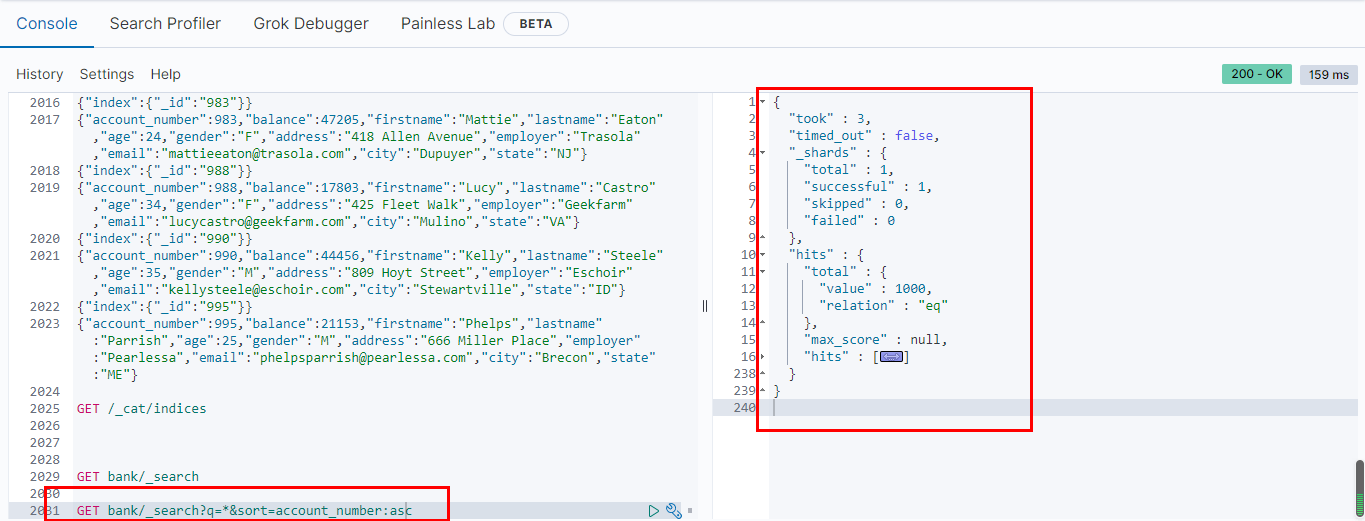 Console Search Profiler Grok Debugger Painless Lab BETA
History Settings Help
200 - OK 159 ms
2016 {"index":{"_id":"983"}}
2017 {"account_number":983,"balance":47205,"firstname":"Mattie","lastname":"Eaton"
,"age":24,"gender":"F","address":"418 Allen Avenue","employer":"Trasola"
,"email":"mattieeaton@trasola.com","city":"Dupuyer","state":"NJ"}
2018 {"index":{"_id":"988"}}
2019 {"account_number":988,"balance":17803,"firstname":"Lucy","lastname":"Castro"
,"age":34,"gender":"F","address":"425 Fleet Walk","employer":"Geekfarm"
,"email":"lucycastro@geekfarm.com","city":"Mulino","state":"VA"}
2020 {"index":{"_id":"990"}}
2021 {"account_number":990,"balance":44456,"firstname":"Kelly","lastname":"Steele"
,"age":35,"gender":"M","address":"809 Hoyt Street","employer":"Eschoir"
,"email":"kellysteele@eschoir.com","city":"Stewartville","state":"ID"}
2022 {"index":{"_id":"995"}}
2023 {"account_number":995,"balance":21153,"firstname":"Phelps","lastname"
:"Parrish","age":25,"gender":"M","address":"666 Miller Place","employer"
:"Pearlessa","email":"phelpsparrish@pearlessa.com","city":"Brecon","state"
:"ME"}
2024
2025 GET /_cat/indices
2026
2027
2028
2029 GET bank/_search
2030
2031 GET bank/_search?q=*&sort=account_number:asc
1 {
2 "took" : 3,
3 "timed_out" : false,
4 "_shards" : {
5 "total" : 1,
6 "successful" : 1,
7 "skipped" : 0,
8 "failed" : 0
9 },
10 "hits" : {
11 "total" : {
12 "value" : 1000,
13 "relation" : "eq"
14 },
15 "max_score" : null,
16 "hits" : [<->]
238 }
239 }
240